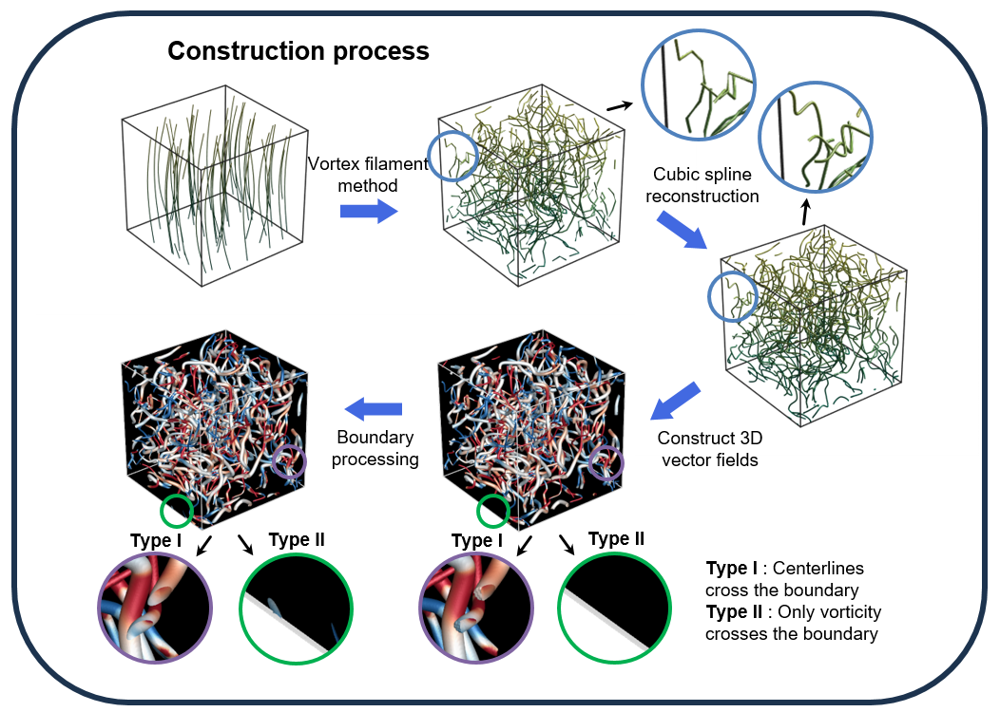 Construction process
Vortex filament
method
Cubic spline
reconstruction
Construct 3D
vector fields
Boundary
processing
Type I
Type II
Type I
Type II
Type I : Centerlines
cross the boundary
Type II : Only vorticity
crosses the boundary